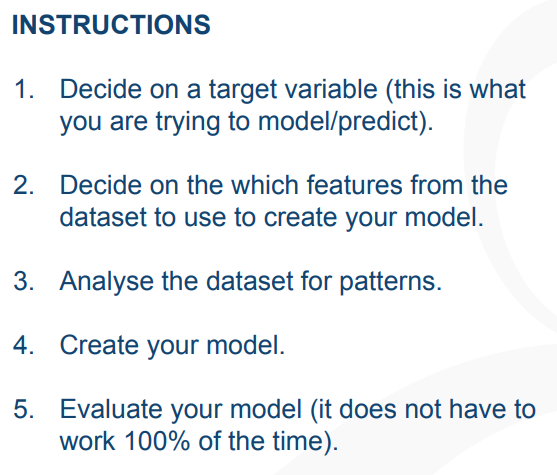 INSTRUCTIONS
1. Decide on a target variable (this is what
you are trying to model/predict).
2. Decide on the which features from the
dataset to use to create your model.
3. Analyse the dataset for patterns.
4. Create your model.
5. Evaluate your model (it does not have to
work 100% of the time).